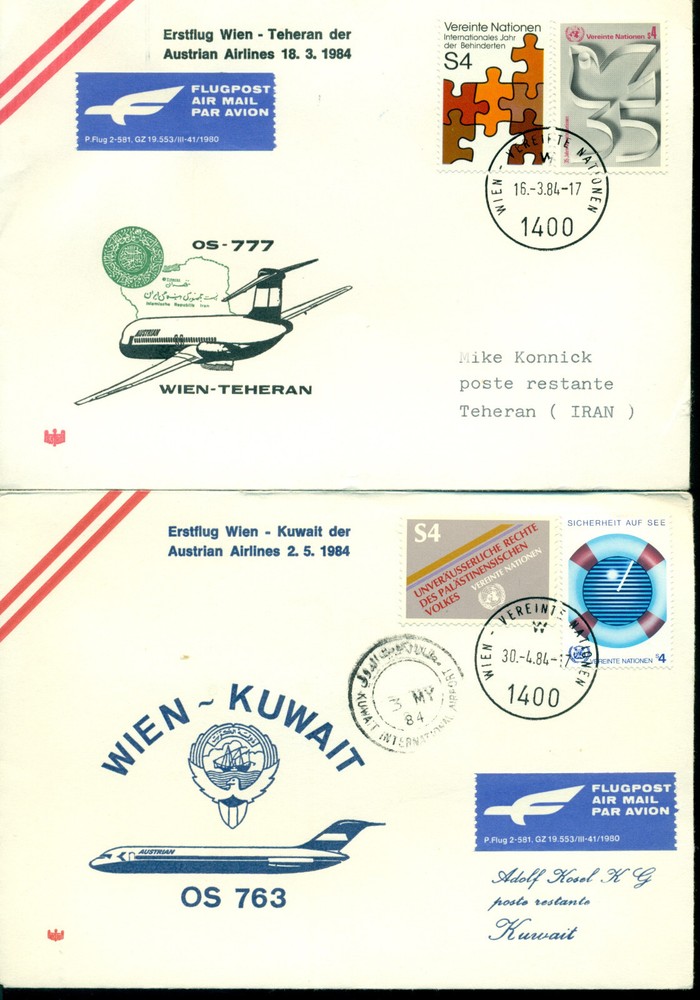 Erstflug Wien - Teheran der
Austrian Airlines 18. 3. 1984
FLUGPOST
AIR MAIL
PAR AVION
P.Flug 2-581, GZ 19.553/III-41/1980
Vereinte Nationen
Internationales Jahr
der Behinderten
S4
Vereinte Nationen
S4
35
WIEN - VEREINTE NATIONEN
W
16.-3.84-17
1400
OS-777
Islamische Republik Iran
AUSTRIAN
WIEN-TEHERAN
Mike Konnick
poste restante
Teheran ( IRAN )
Erstflug Wien - Kuwait der
Austrian Airlines 2. 5. 1984
S4
UNVERÄUSSERLICHE RECHTE
DES PALÄSTINENSISCHEN
VOLKES
VEREINTE NATIONEN
SICHERHEIT AUF SEE
VEREINTE NATIONEN
S4
WIEN - VEREINTE NATIONEN
W
30.-4.84-17
1400
KUWAIT INTERNATIONAL AIRPORT
3 MY
84
WIEN ~ KUWAIT
AUSTRIAN
OS 763
FLUGPOST
AIR MAIL
PAR AVION
P.Flug 2-581, GZ 19.553/III-41/1980
Adolf Kosel K G
poste restante
Kuwait